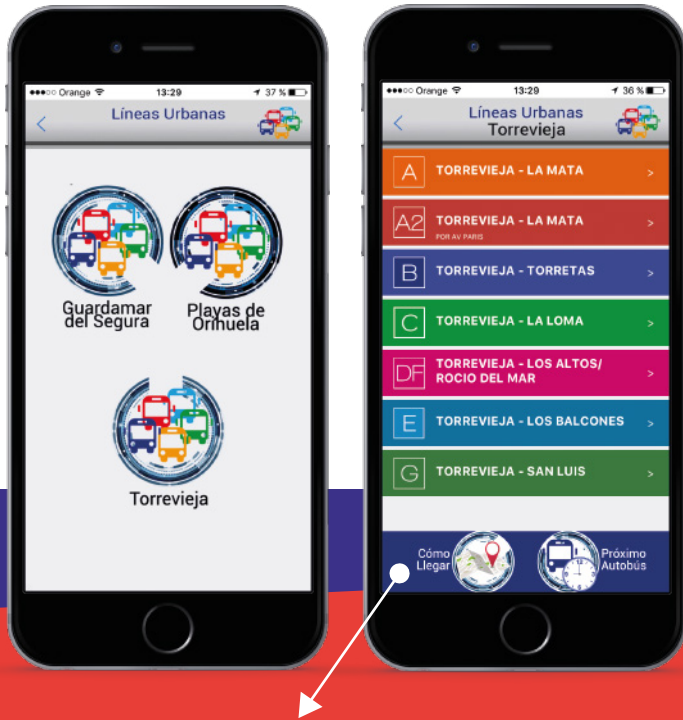 Orange 13:29 37 %
Líneas Urbanas
Guardamar
del Segura
Playas de
Orihuela
Torrevieja
Orange 13:29 36 %
Líneas Urbanas
Torrevieja
A TORREVIEJA - LA MATA >
A2 TORREVIEJA - LA MATA >
POR AV PARIS
B TORREVIEJA - TORRETAS >
C TORREVIEJA - LA LOMA >
DF TORREVIEJA - LOS ALTOS/
ROCIO DEL MAR >
E TORREVIEJA - LOS BALCONES >
G TORREVIEJA - SAN LUIS >
Cómo
Llegar
Próximo
Autobús